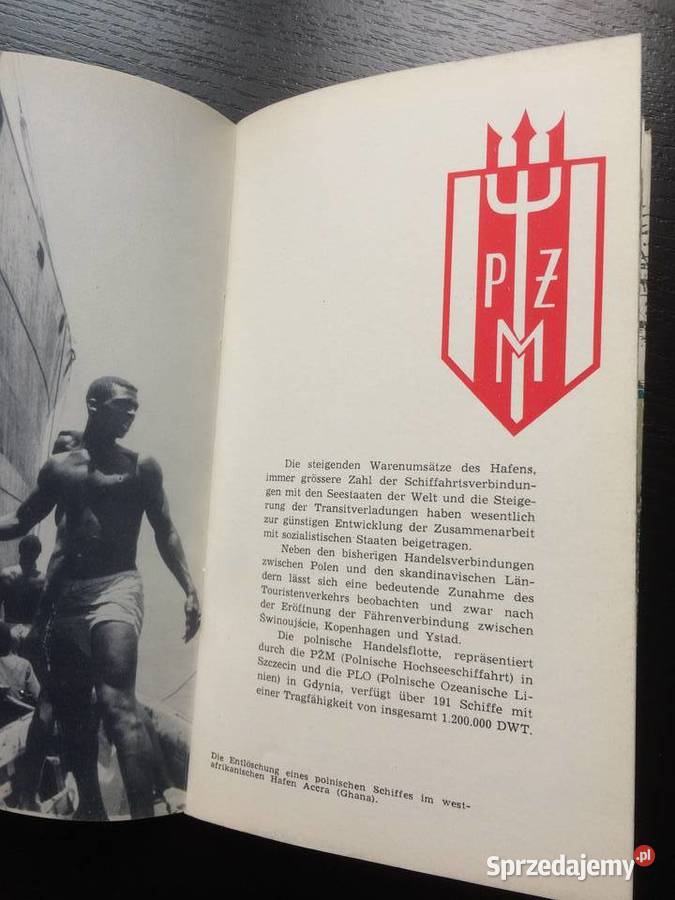 P Ż
M
Die steigenden Warenumsätze des Hafens,
immer grössere Zahl der Schiffahrtsverbindun-
gen mit den Seestaaten der Welt und die Steige-
rung der Transitverladungen haben wesentlich
zur günstigen Entwicklung der Zusammenarbeit
mit sozialistischen Staaten beigetragen.
Neben den bisherigen Handelsverbindungen
zwischen Polen und den skandinavischen Län-
dern lässt sich eine bedeutende Zunahme des
Touristenverkehrs beobachten und zwar nach
der Eröfinung der Fährenverbindung zwischen
Świnoujście, Kopenhagen und Ystad.
Die polnische Handelsflotte, repräsentiert
durch die PŻM (Polnische Hochseeschiffahrt) in
Szczecin und die PLO (Polnische Ozeanische Li-
nien) in Gdynia, verfügt über 191 Schiffe mit
einer Tragfähigkeit von insgesamt 1.200.000 DWT.
Die Entlöschung eines polnischen Schiffes im west-
afrikanischen Hafen Accra (Ghana).
Sprzedajemy.pl